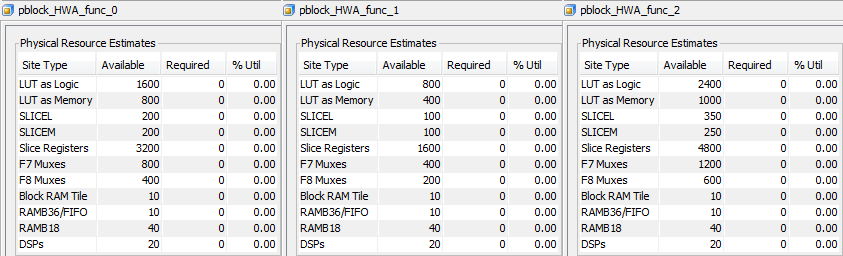 pblock_HWA_func_0
Physical Resource Estimates
Site Type Available Required % Util
LUT as Logic 1600 0 0.00
LUT as Memory 800 0 0.00
SLICEL 200 0 0.00
SLICEM 200 0 0.00
Slice Registers 3200 0 0.00
F7 Muxes 800 0 0.00
F8 Muxes 400 0 0.00
Block RAM Tile 10 0 0.00
RAMB36/FIFO 10 0 0.00
RAMB18 40 0 0.00
DSPs 20 0 0.00
pblock_HWA_func_1
Physical Resource Estimates
Site Type Available Required % Util
LUT as Logic 800 0 0.00
LUT as Memory 400 0 0.00
SLICEL 100 0 0.00
SLICEM 100 0 0.00
Slice Registers 1600 0 0.00
F7 Muxes 400 0 0.00
F8 Muxes 200 0 0.00
Block RAM Tile 10 0 0.00
RAMB36/FIFO 10 0 0.00
RAMB18 40 0 0.00
DSPs 20 0 0.00
pblock_HWA_func_2
Physical Resource Estimates
Site Type Available Required % Util
LUT as Logic 2400 0 0.00
LUT as Memory 1000 0 0.00
SLICEL 350 0 0.00
SLICEM 250 0 0.00
Slice Registers 4800 0 0.00
F7 Muxes 1200 0 0.00
F8 Muxes 600 0 0.00
Block RAM Tile 10 0 0.00
RAMB36/FIFO 10 0 0.00
RAMB18 40 0 0.00
DSPs 20 0 0.00